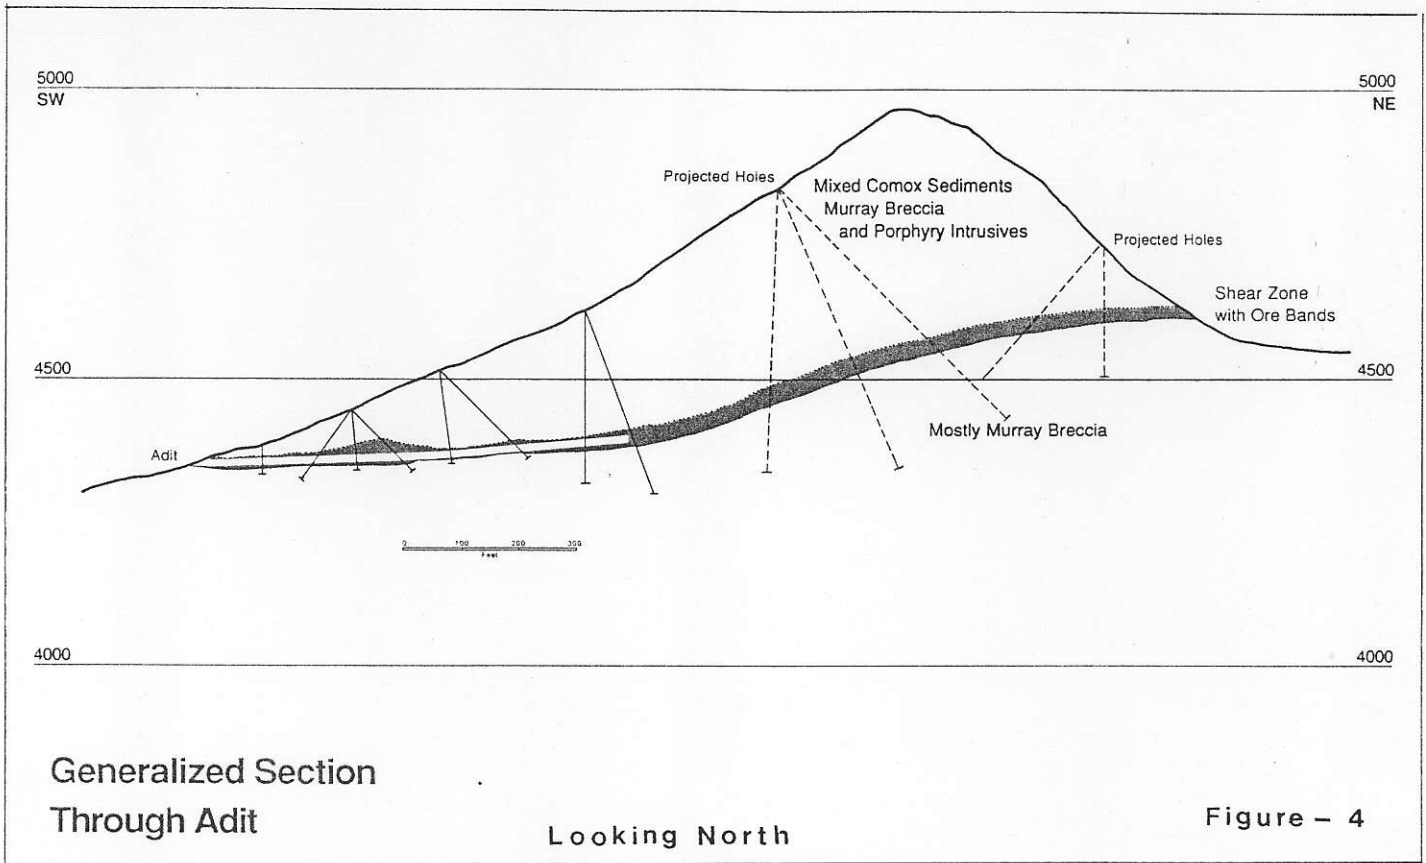 5000
SW
5000
NE
Projected Holes
Mixed Comox Sediments
Murray Breccia
and Porphyry Intrusives
Projected Holes
Shear Zone
with Ore Bands
4500
4500
Mostly Murray Breccia
Adit
0 100 200 300
Feet
4000
4000
Generalized Section
Through Adit
Looking North
Figure – 4